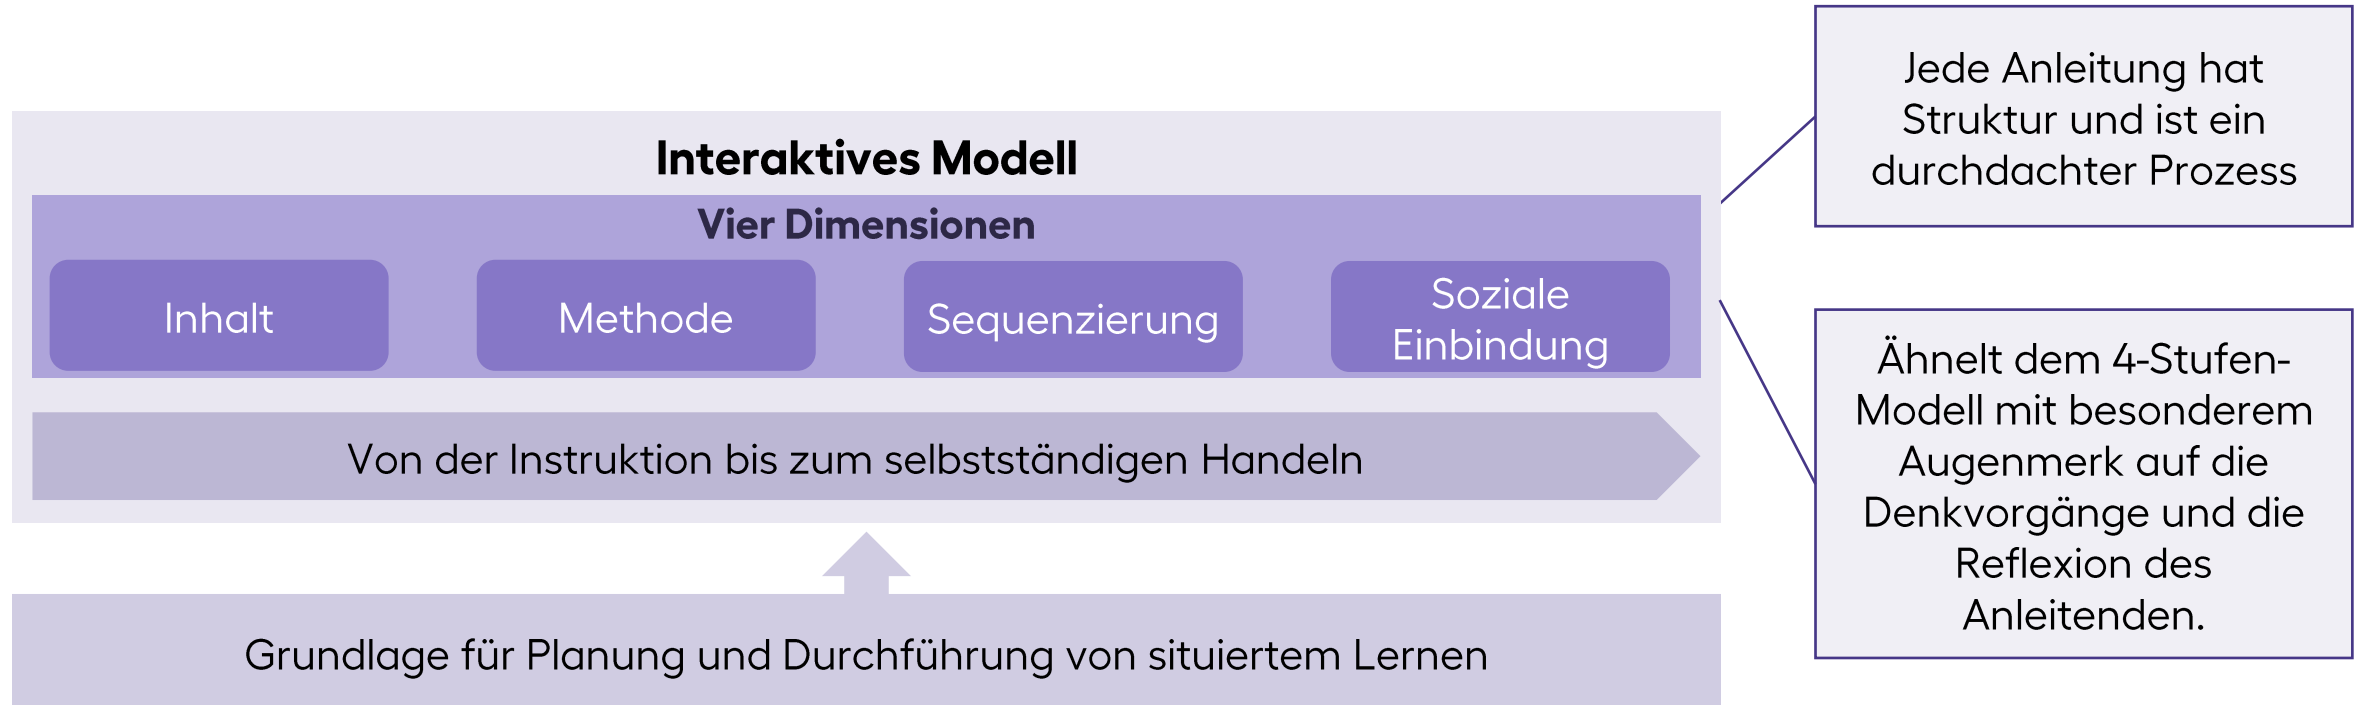 Interaktives Modell
Vier Dimensionen
Inhalt
Methode
Sequenzierung
Soziale
Einbindung
Von der Instruktion bis zum selbstständigen Handeln
Grundlage für Planung und Durchführung von situiertem Lernen
Jede Anleitung hat
Struktur und ist ein
durchdachter Prozess
Ähnelt dem 4-Stufen-
Modell mit besonderem
Augenmerk auf die
Denkvorgänge und die
Reflexion des
Anleitenden.